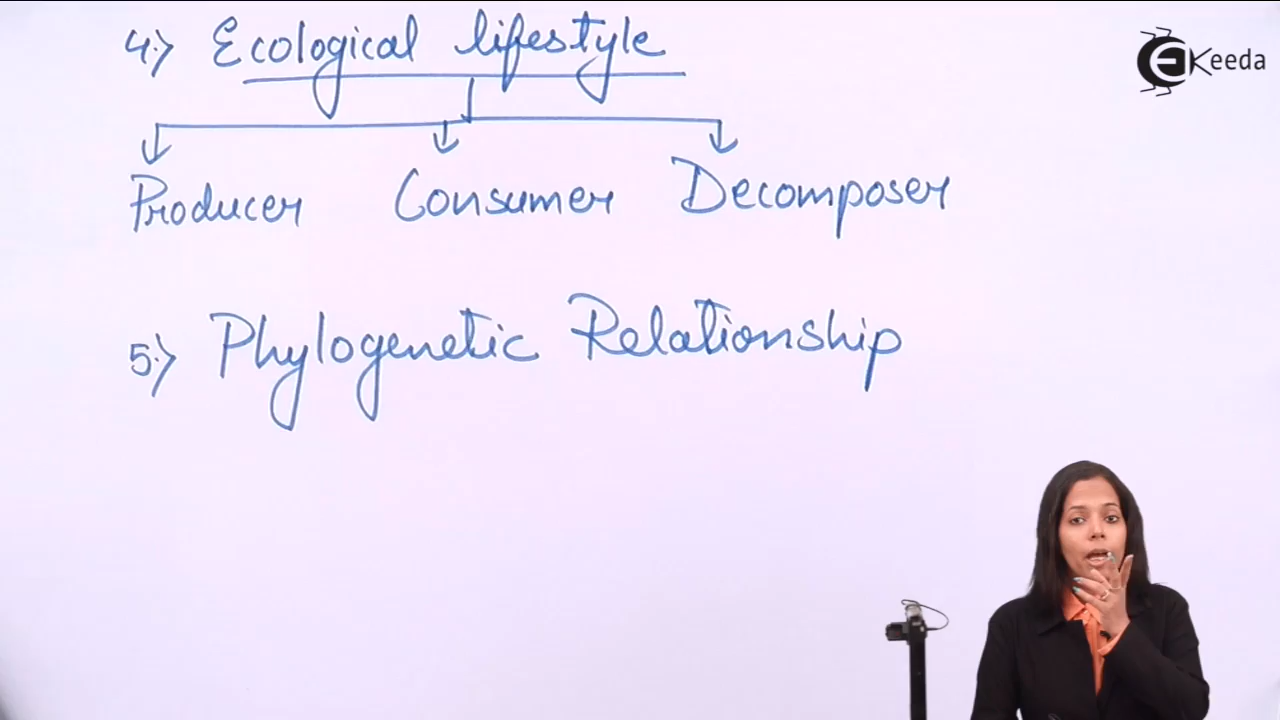 4.) Ecological lifestyle
Producer Consumer Decomposer
5.) Phylogenetic Relationship
EKeeda